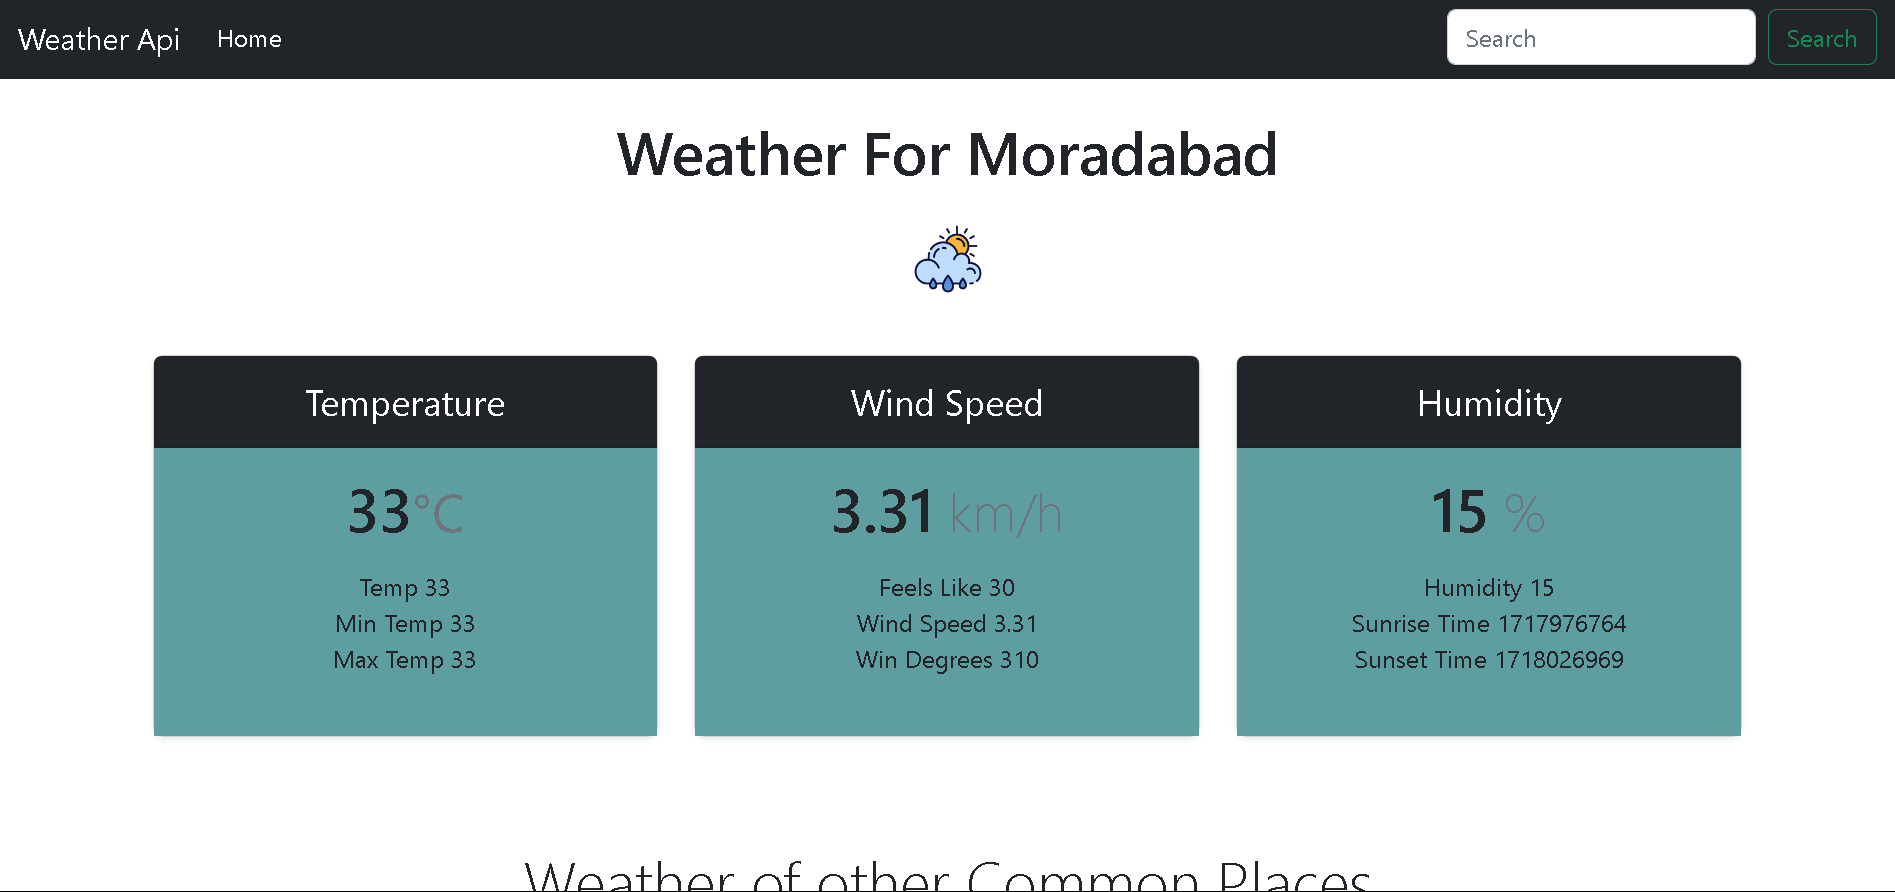 Weather Api Home Search Search
Weather For Moradabad
Temperature
33°C
Temp 33
Min Temp 33
Max Temp 33
Wind Speed
3.31 km/h
Feels Like 30
Wind Speed 3.31
Win Degrees 310
Humidity
15 %
Humidity 15
Sunrise Time 1717976764
Sunset Time 1718026969
Weather of other Common Places